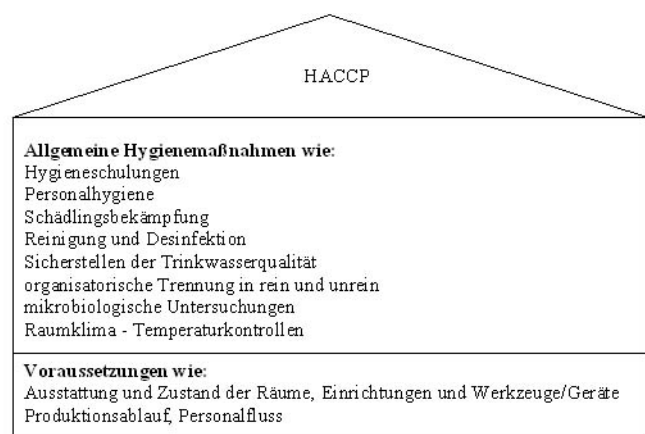 HACCP
Allgemeine Hygienemaßnahmen wie:
Hygieneschulungen
Personalhygiene
Schädlingsbekämpfung
Reinigung und Desinfektion
Sicherstellen der Trinkwasserqualität
organisatorische Trennung in rein und unrein
mikrobiologische Untersuchungen
Raumklima - Temperaturkontrollen
Voraussetzungen wie:
Ausstattung und Zustand der Räume, Einrichtungen und Werkzeuge/Geräte
Produktionsablauf, Personalfluss